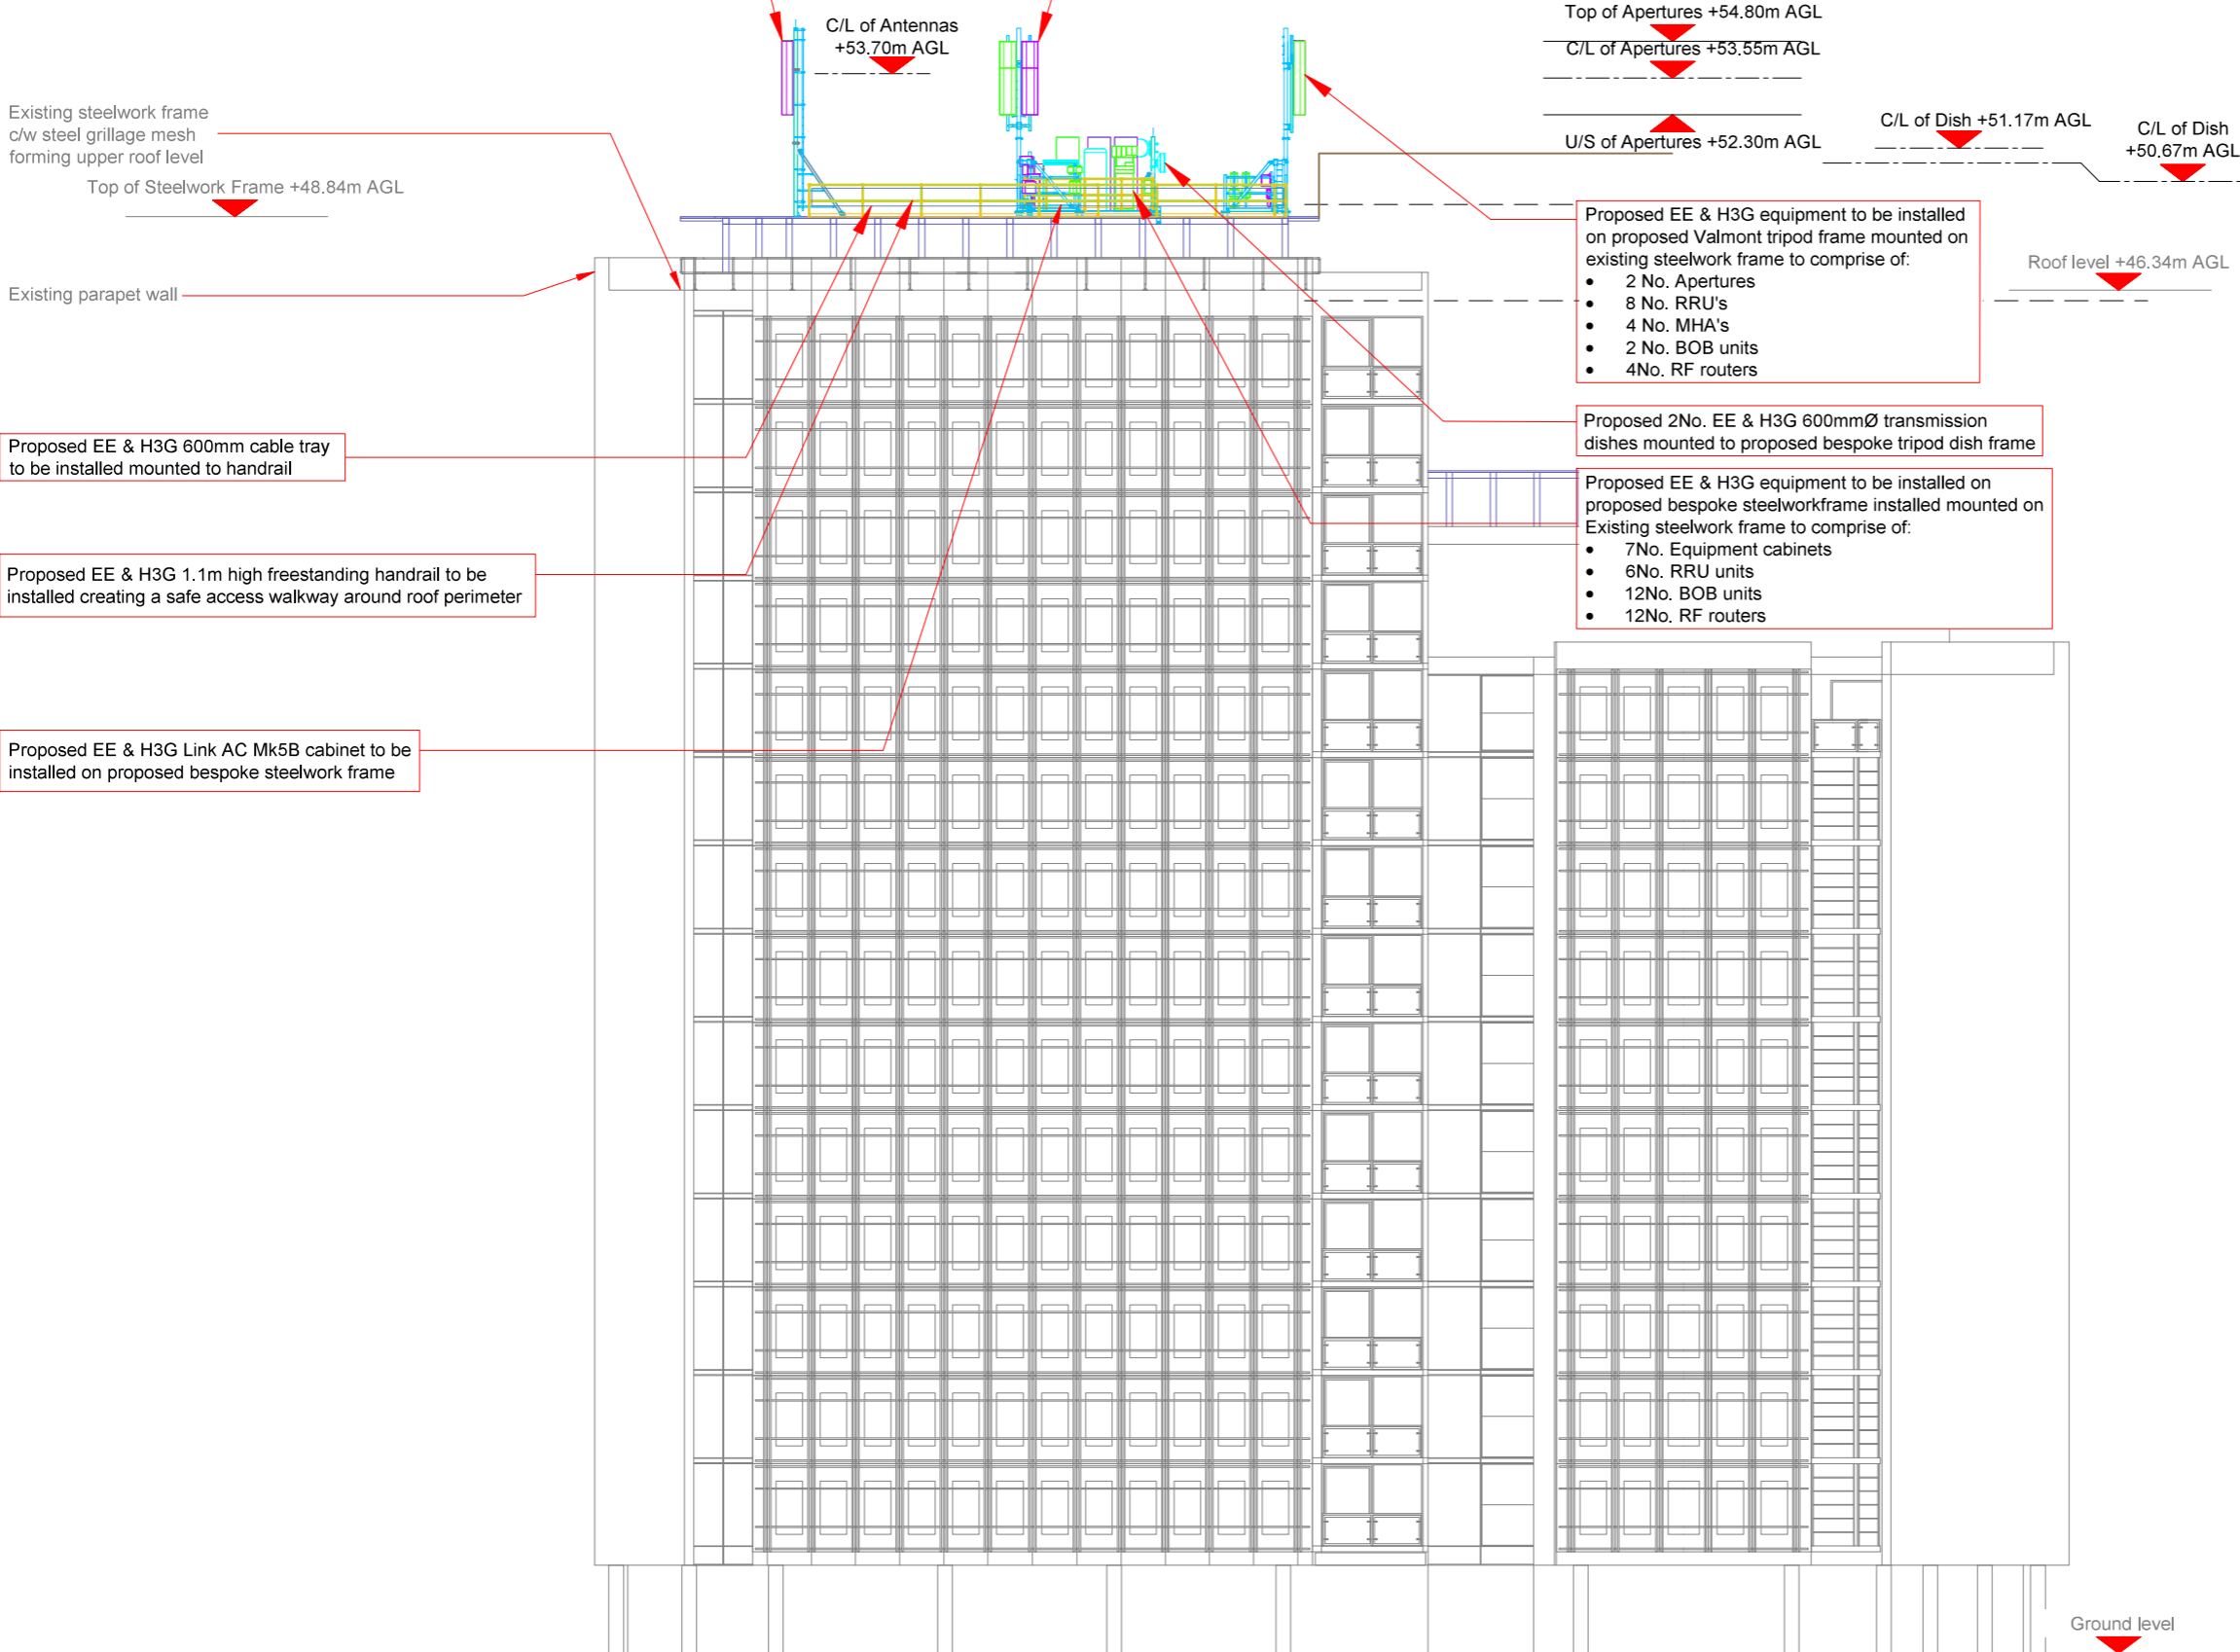 C/L of Antennas
+53.70m AGL
Top of Apertures +54.80m AGL
C/L of Apertures +53.55m AGL
U/S of Apertures +52.30m AGL
C/L of Dish +51.17m AGL
C/L of Dish
+50.67m AGL
Existing steelwork frame
c/w steel grillage mesh
forming upper roof level
Top of Steelwork Frame +48.84m AGL
Existing parapet wall
Roof level +46.34m AGL
Proposed EE & H3G equipment to be installed
on proposed Valmont tripod frame mounted on
existing steelwork frame to comprise of:
• 2 No. Apertures
• 8 No. RRU's
• 4 No. MHA's
• 2 No. BOB units
• 4No. RF routers
Proposed 2No. EE & H3G 600mmØ transmission
dishes mounted to proposed bespoke tripod dish frame
Proposed EE & H3G equipment to be installed on
proposed bespoke steelworkframe installed mounted on
Existing steelwork frame to comprise of:
• 7No. Equipment cabinets
• 6No. RRU units
• 12No. BOB units
• 12No. RF routers
Proposed EE & H3G 600mm cable tray
to be installed mounted to handrail
Proposed EE & H3G 1.1m high freestanding handrail to be
installed creating a safe access walkway around roof perimeter
Proposed EE & H3G Link AC Mk5B cabinet to be
installed on proposed bespoke steelwork frame
Ground level